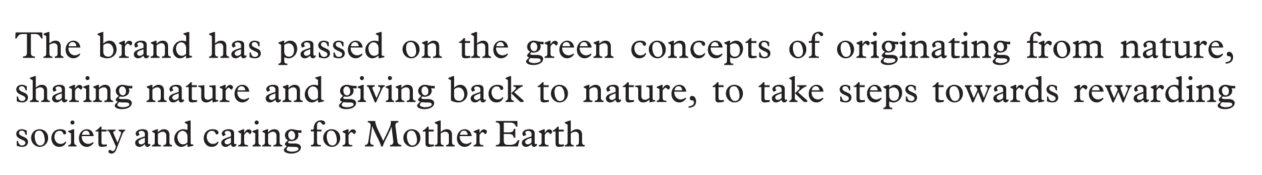 The brand has passed on the green concepts of originating from nature,
sharing nature and giving back to nature, to take steps towards rewarding
society and caring for Mother Earth